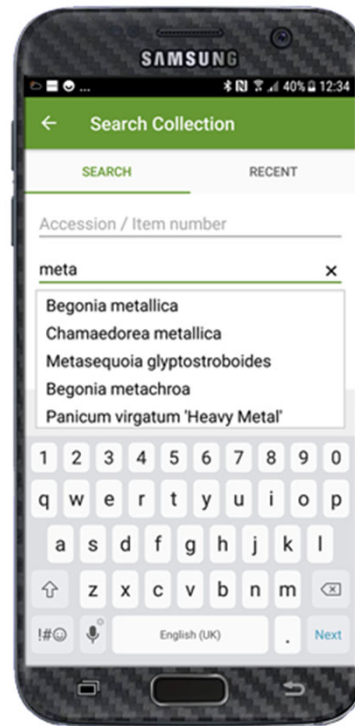 SAMSUNG
... 40% 12:34
Search Collection
SEARCH RECENT
Accession / Item number
meta
Begonia metallica
Chamaedorea metallica
Metasequoia glyptostroboides
Begonia metachroa
Panicum virgatum 'Heavy Metal'
1 2 3 4 5 6 7 8 9 0
q w e r t y u i o p
a s d f g h j k l
z x c v b n m
!#☺ English (UK) . Next